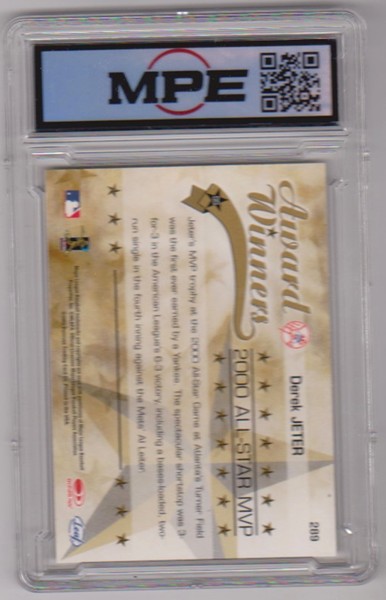 MPE
Award
Winners
Derek JETER
289
2000 ALL-STAR MVP
Jeter's MVP trophy at the 2000 All-Star Game at Atlanta's Turner Field
was the first ever earned by a Yankee. The spectacular shortstop was 3-
for-3 in the American League's 6-3 victory, including a bases-loaded, two-
run single in the fourth inning against the Mets' Al Leiter.
Leaf